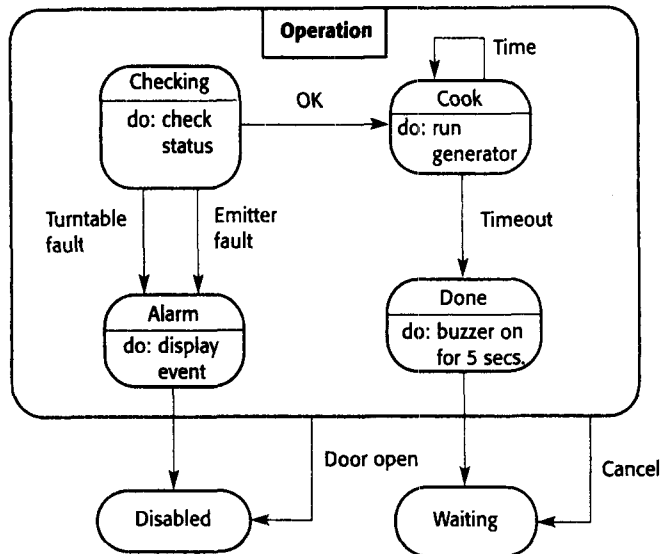 Operation
Time
Checking
do: check
status
OK
Cook
do: run
generator
Turntable
fault
Emitter
fault
Timeout
Alarm
do: display
event
Done
do: buzzer on
for 5 secs.
Door open
Cancel
Disabled
Waiting